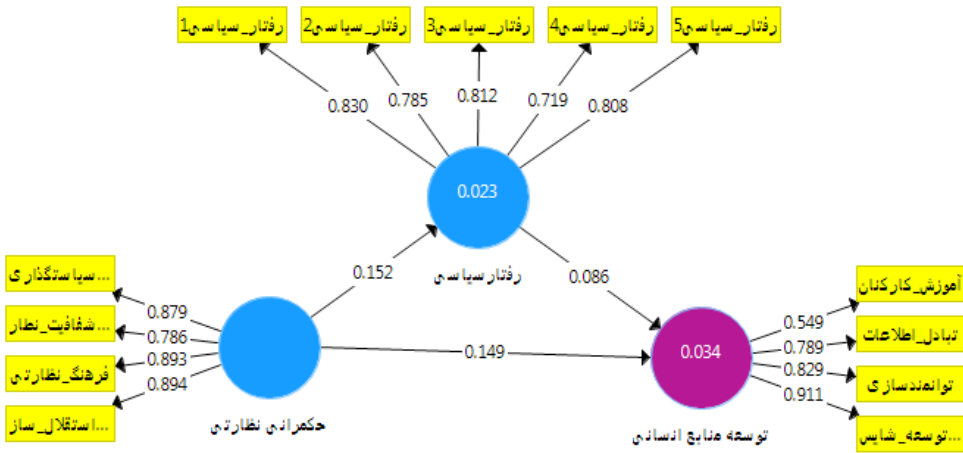 رفتار_سیاسی1
رفتار_سیاسی2
رفتار_سیاسی3
رفتار_سیاسی4
رفتار_سیاسی5
0.830
0.785
0.812
0.719
0.808
0.023
رفتار سیاسی
0.152
0.086
سیاستگذاری...
شفافیت_نظار...
فرهنگ_نظارتی
استقلال_ساز...
0.879
0.786
0.893
0.894
حکمرانی نظارتی
0.149
0.034
توسعه منابع انسانی
0.549
0.789
0.829
0.911
آموزش_کارکنان
تبادل_اطلاعات
توانمندسازی
توسعه_شایس...